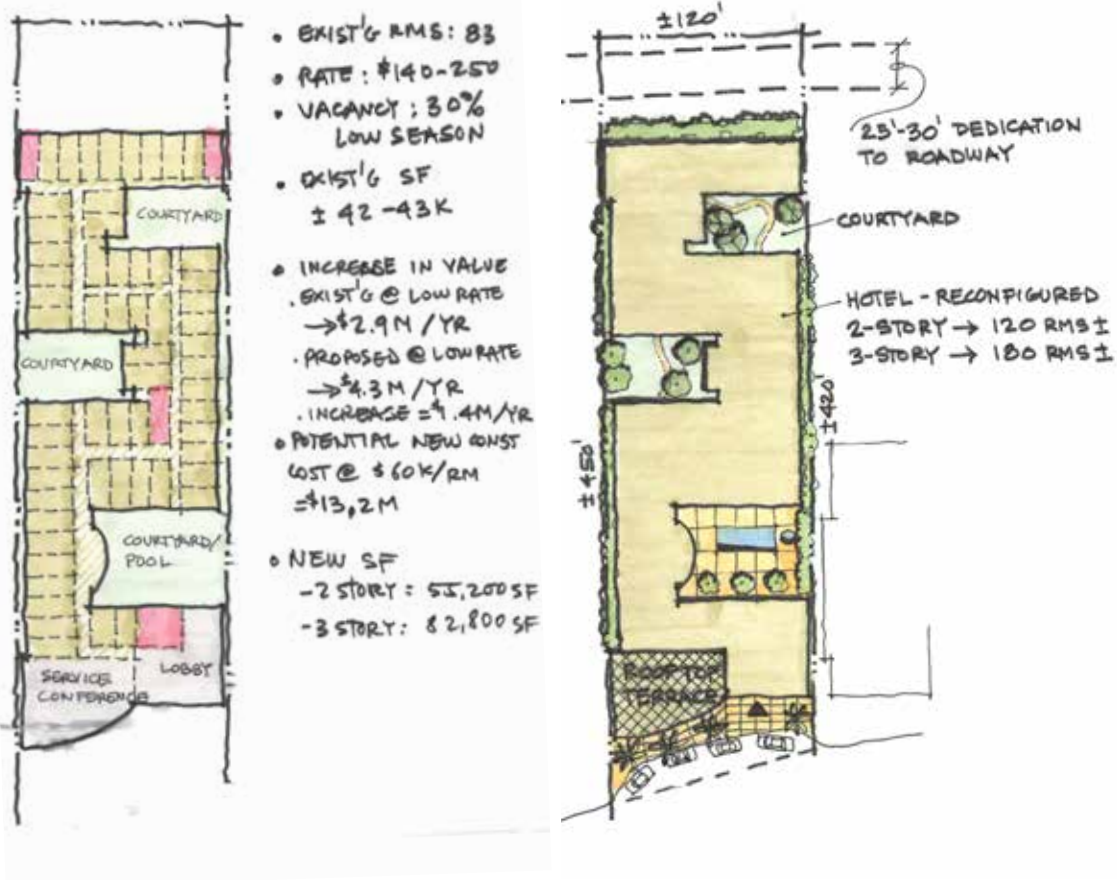 • EXIST'G RMS: 83
• RATE: $140-250
• VACANCY: 30%
LOW SEASON
• EXIST'G SF
± 42-43K
• INCREASE IN VALUE
. EXIST'G @ LOW RATE
→ $2.9M/YR
. PROPOSED @ LOW RATE
→ $4.3M/YR
. INCREASE = $1.4M/YR
• POTENTIAL NEW CONST
COST @ $60K/RM
= $13,2M
• NEW SF
- 2 STORY: 55,200 SF
- 3 STORY: 82,800 SF
COURTYARD
COURTYARD
COURTYARD/
POOL
LOBBY
SERVICE
CONFERENCE
±120'
25'-30' DEDICATION
TO ROADWAY
COURTYARD
HOTEL - RECONFIGURED
2-STORY → 120 RMS ±
3-STORY → 180 RMS ±
±420'
±450'
ROOFTOP
TERRACE